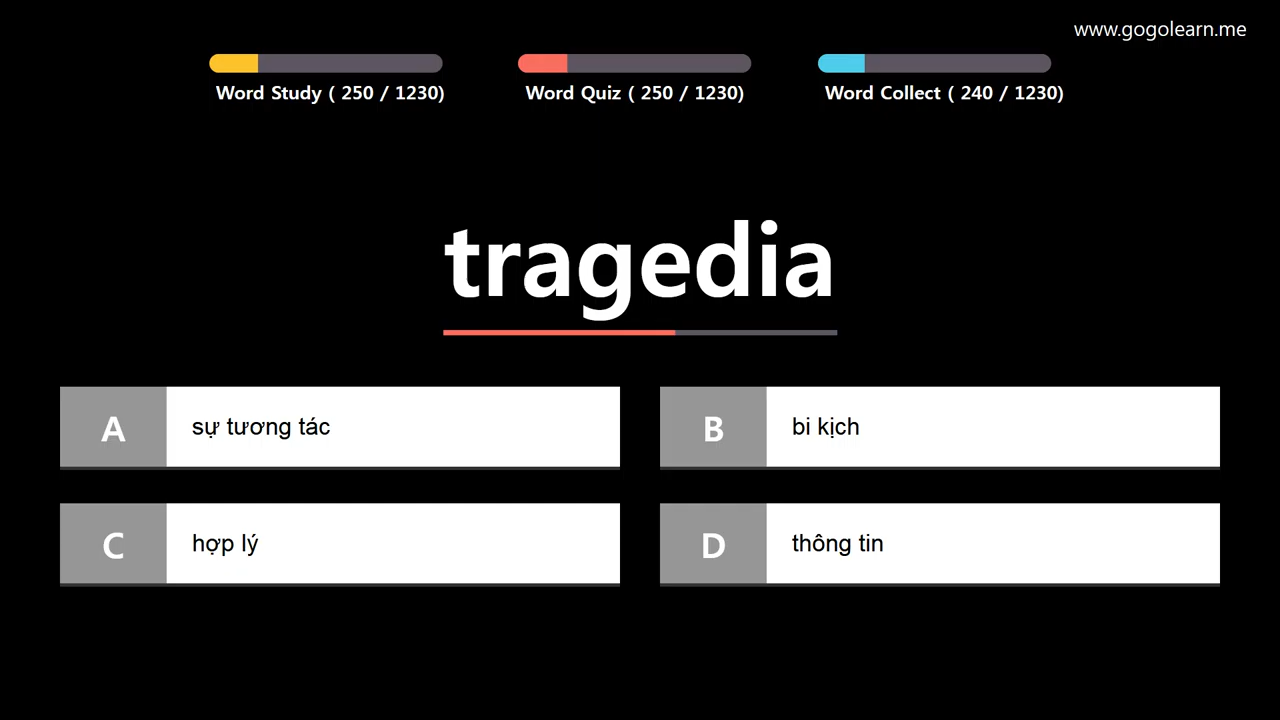 www.gogolearn.me
Word Study ( 250 / 1230)
Word Quiz ( 250 / 1230)
Word Collect ( 240 / 1230)
tragedia
A
sự tương tác
B
bi kịch
C
hợp lý
D
thông tin